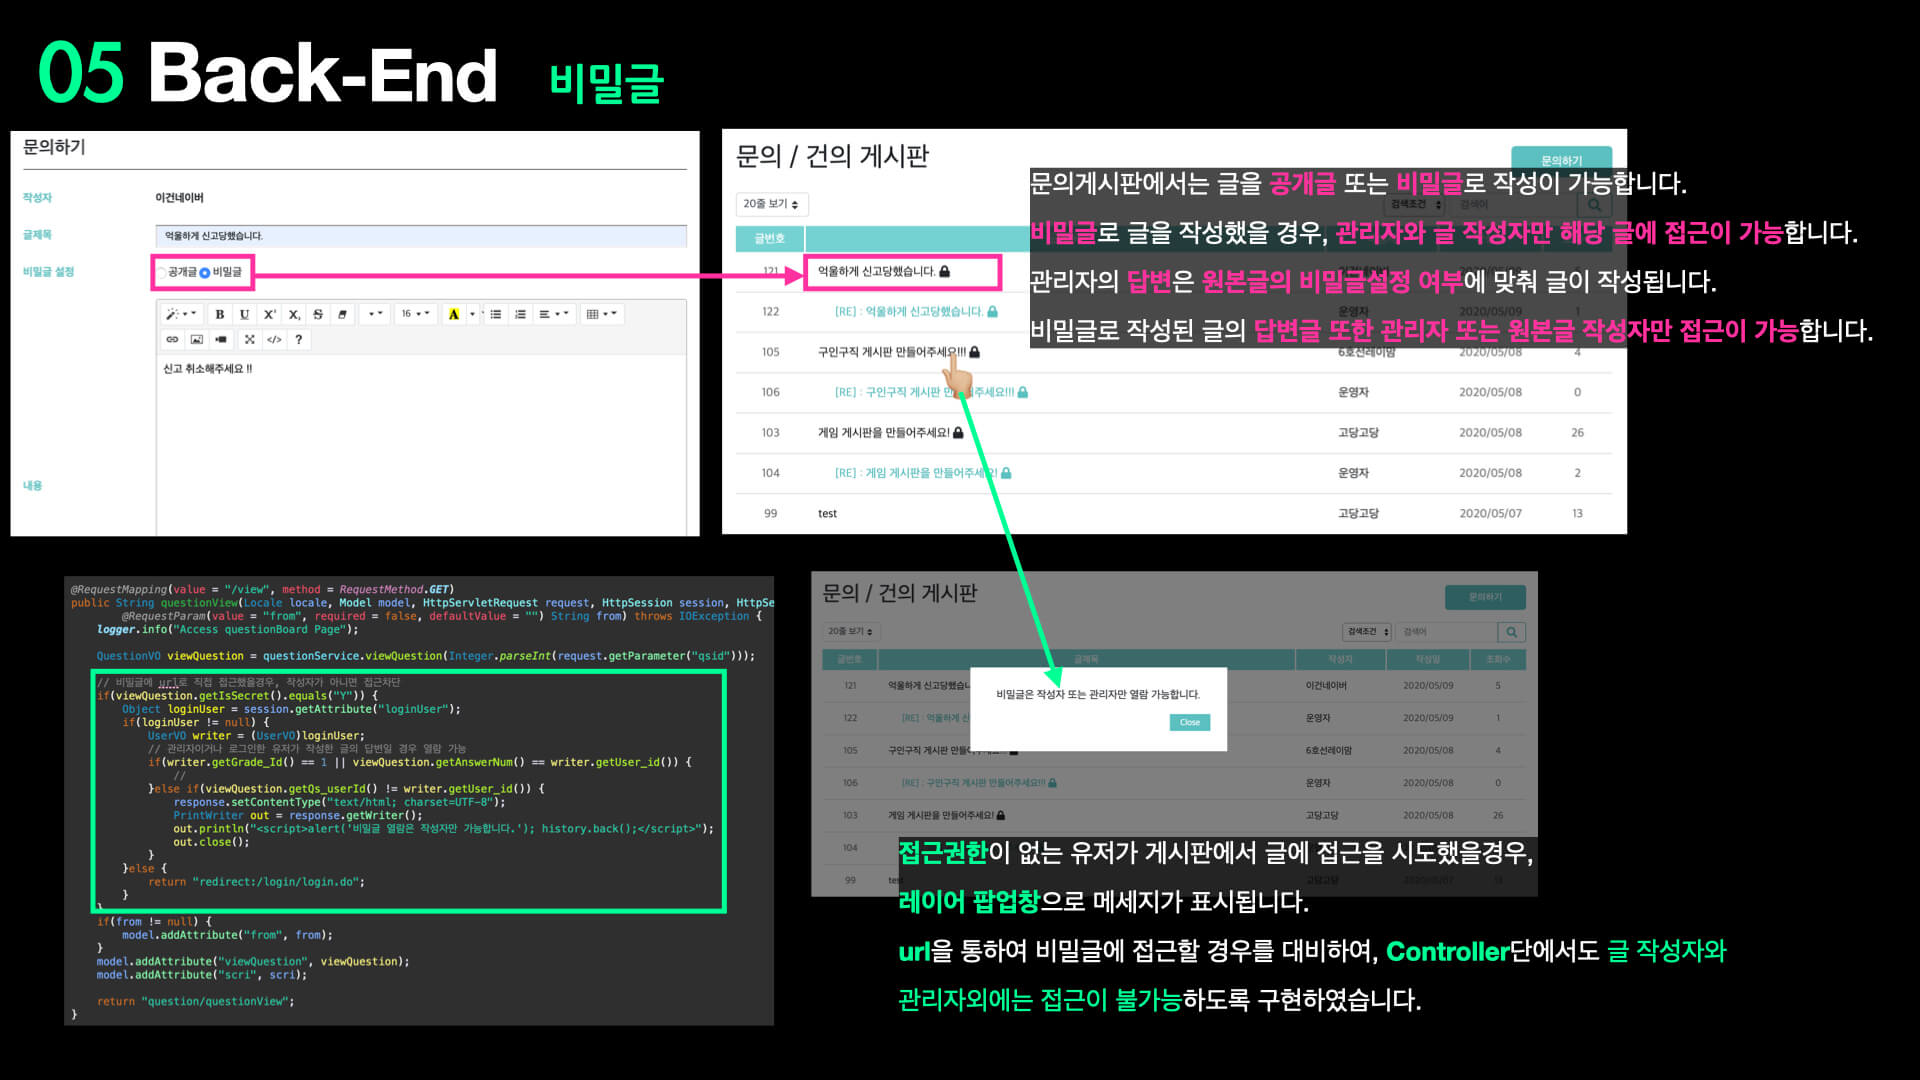 05 Back-End 비밀글
문의하기
작성자 이건네이버
글제목 억울하게 신고당했습니다.
비밀글 설정 공개글 비밀글
B U X' X, S 16 A
</> ?
신고 취소해주세요 !!
내용
문의 / 건의 게시판
문의하기
20줄 보기
검색조건 검색어
글번호
121 억울하게 신고당했습니다.
122 [RE] : 억울하게 신고당했습니다. 운영자 2020/05/09 1
105 구인구직 게시판 만들어주세요!!! 6호선레이맘 2020/05/08 4
106 [RE] : 구인구직 게시판 만 주세요!!! 운영자 2020/05/08 0
103 게임 게시판을 만들어주세요! 고당고당 2020/05/08 26
104 [RE] : 게임 게시판을 만들어주세요! 운영자 2020/05/08 2
99 test 고당고당 2020/05/07 13
문의게시판에서는 글을 공개글 또는 비밀글로 작성이 가능합니다.
비밀글로 글을 작성했을 경우, 관리자와 글 작성자만 해당 글에 접근이 가능합니다.
관리자의 답변은 원본글의 비밀글설정 여부에 맞춰 글이 작성됩니다.
비밀글로 작성된 글의 답변글 또한 관리자 또는 원본글 작성자만 접근이 가능합니다.
@RequestMapping(value = "/view", method = RequestMethod.GET)
public String questionView(Locale locale, Model model, HttpServletRequest request, HttpSession session, HttpSe
@RequestParam(value = "from", required = false, defaultValue = "") String from) throws IOException {
logger.info("Access questionBoard Page");
QuestionVO viewQuestion = questionService.viewQuestion(Integer.parseInt(request.getParameter("qsid")));
// 비밀글에 url로 직접 접근했을경우, 작성자가 아니면 접근차단
if(viewQuestion.getIsSecret().equals("Y")) {
Object loginUser = session.getAttribute("loginUser");
if(loginUser != null) {
UserVO writer = (UserVO)loginUser;
// 관리자이거나 로그인한 유저가 작성한 글의 답변일 경우 열람 가능
if(writer.getGrade_Id() == 1 || viewQuestion.getAnswerNum() == writer.getUser_id()) {
//
}else if(viewQuestion.getQs_userId() != writer.getUser_id()) {
response.setContentType("text/html; charset=UTF-8");
PrintWriter out = response.getWriter();
out.println("<script>alert('비밀글 열람은 작성자만 가능합니다.'); history.back();</script>");
out.close();
}
}else {
return "redirect:/login/login.do";
}
}
if(from != null) {
model.addAttribute("from", from);
}
model.addAttribute("viewQuestion", viewQuestion);
model.addAttribute("scri", scri);
return "question/questionView";
}
문의 / 건의 게시판
문의하기
20줄 보기 검색조건 검색어
글번호 글제목 작성자 작성일 조회수
121 억울하게 신고당했습니 이건네이버 2020/05/09 5
122 [RE] : 억울하게 신 운영자 2020/05/09 1
105 구인구직 게시판 만들 6호선레이맘 2020/05/08 4
106 [RE] : 구인구직 게시판 만들어주세요!!! 운영자 2020/05/08 0
103 게임 게시판을 만들어주세요! 고당고당 2020/05/08 26
104
99 test 고당고당 2020/05/07 13
비밀글은 작성자 또는 관리자만 열람 가능합니다.
Close
접근권한이 없는 유저가 게시판에서 글에 접근을 시도했을경우,
레이어 팝업창으로 메세지가 표시됩니다.
url을 통하여 비밀글에 접근할 경우를 대비하여, Controller단에서도 글 작성자와
관리자외에는 접근이 불가능하도록 구현하였습니다.